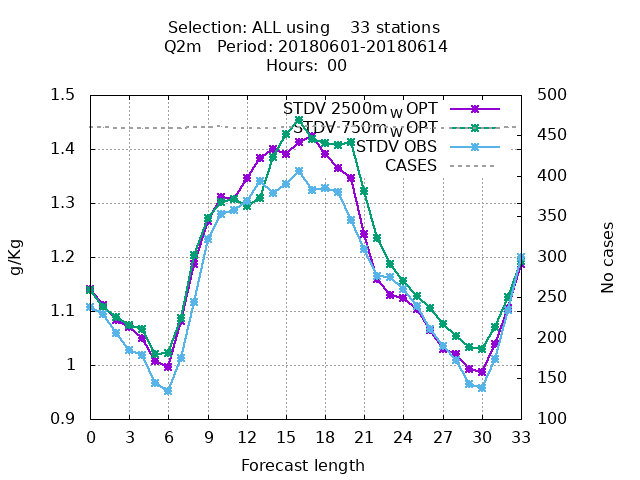 Selection: ALL using 33 stations
Q2m Period: 20180601-20180614
Hours: 00
1.5 500
STDV 2500m_W OPT
STDV 750m_W OPT
STDV OBS
CASES
1.4
1.3
1.2
1.1
1
0.9
450
400
350
300
250
200
150
100
g/Kg
No cases
0 3 6 9 12 15 18 21 24 27 30 33
Forecast length